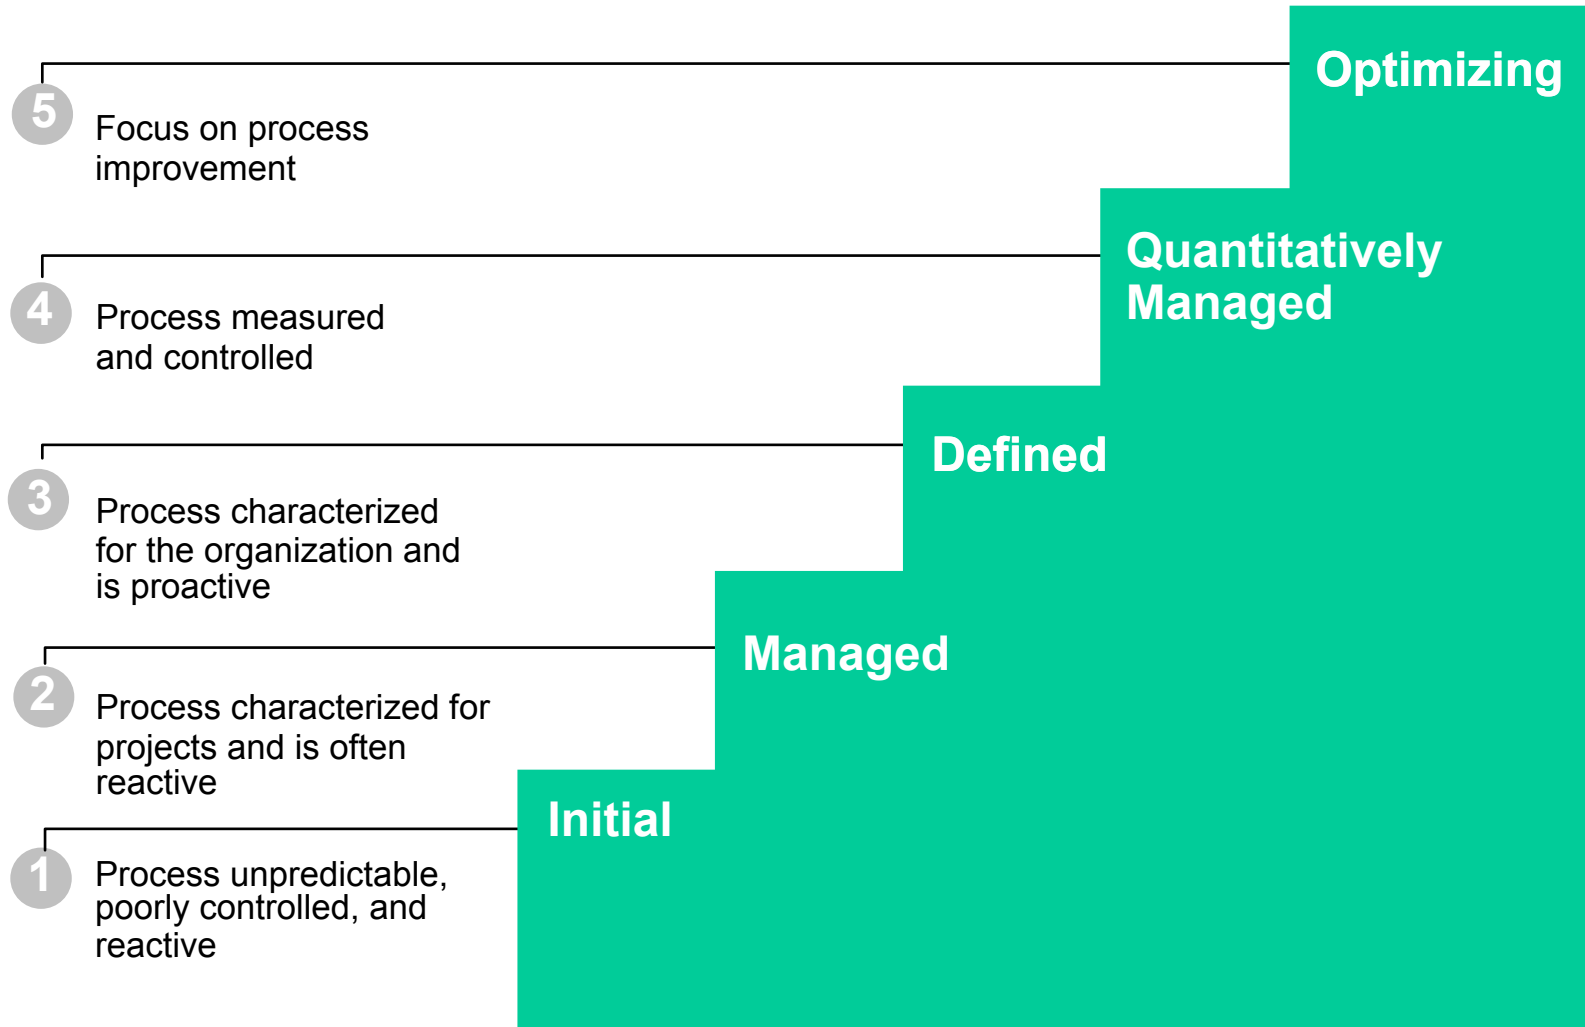 Optimizing
5
Focus on process
improvement
Quantitatively
Managed
4
Process measured
and controlled
Defined
3
Process characterized
for the organization and
is proactive
Managed
2
Process characterized for
projects and is often
reactive
Initial
1
Process unpredictable,
poorly controlled, and
reactive